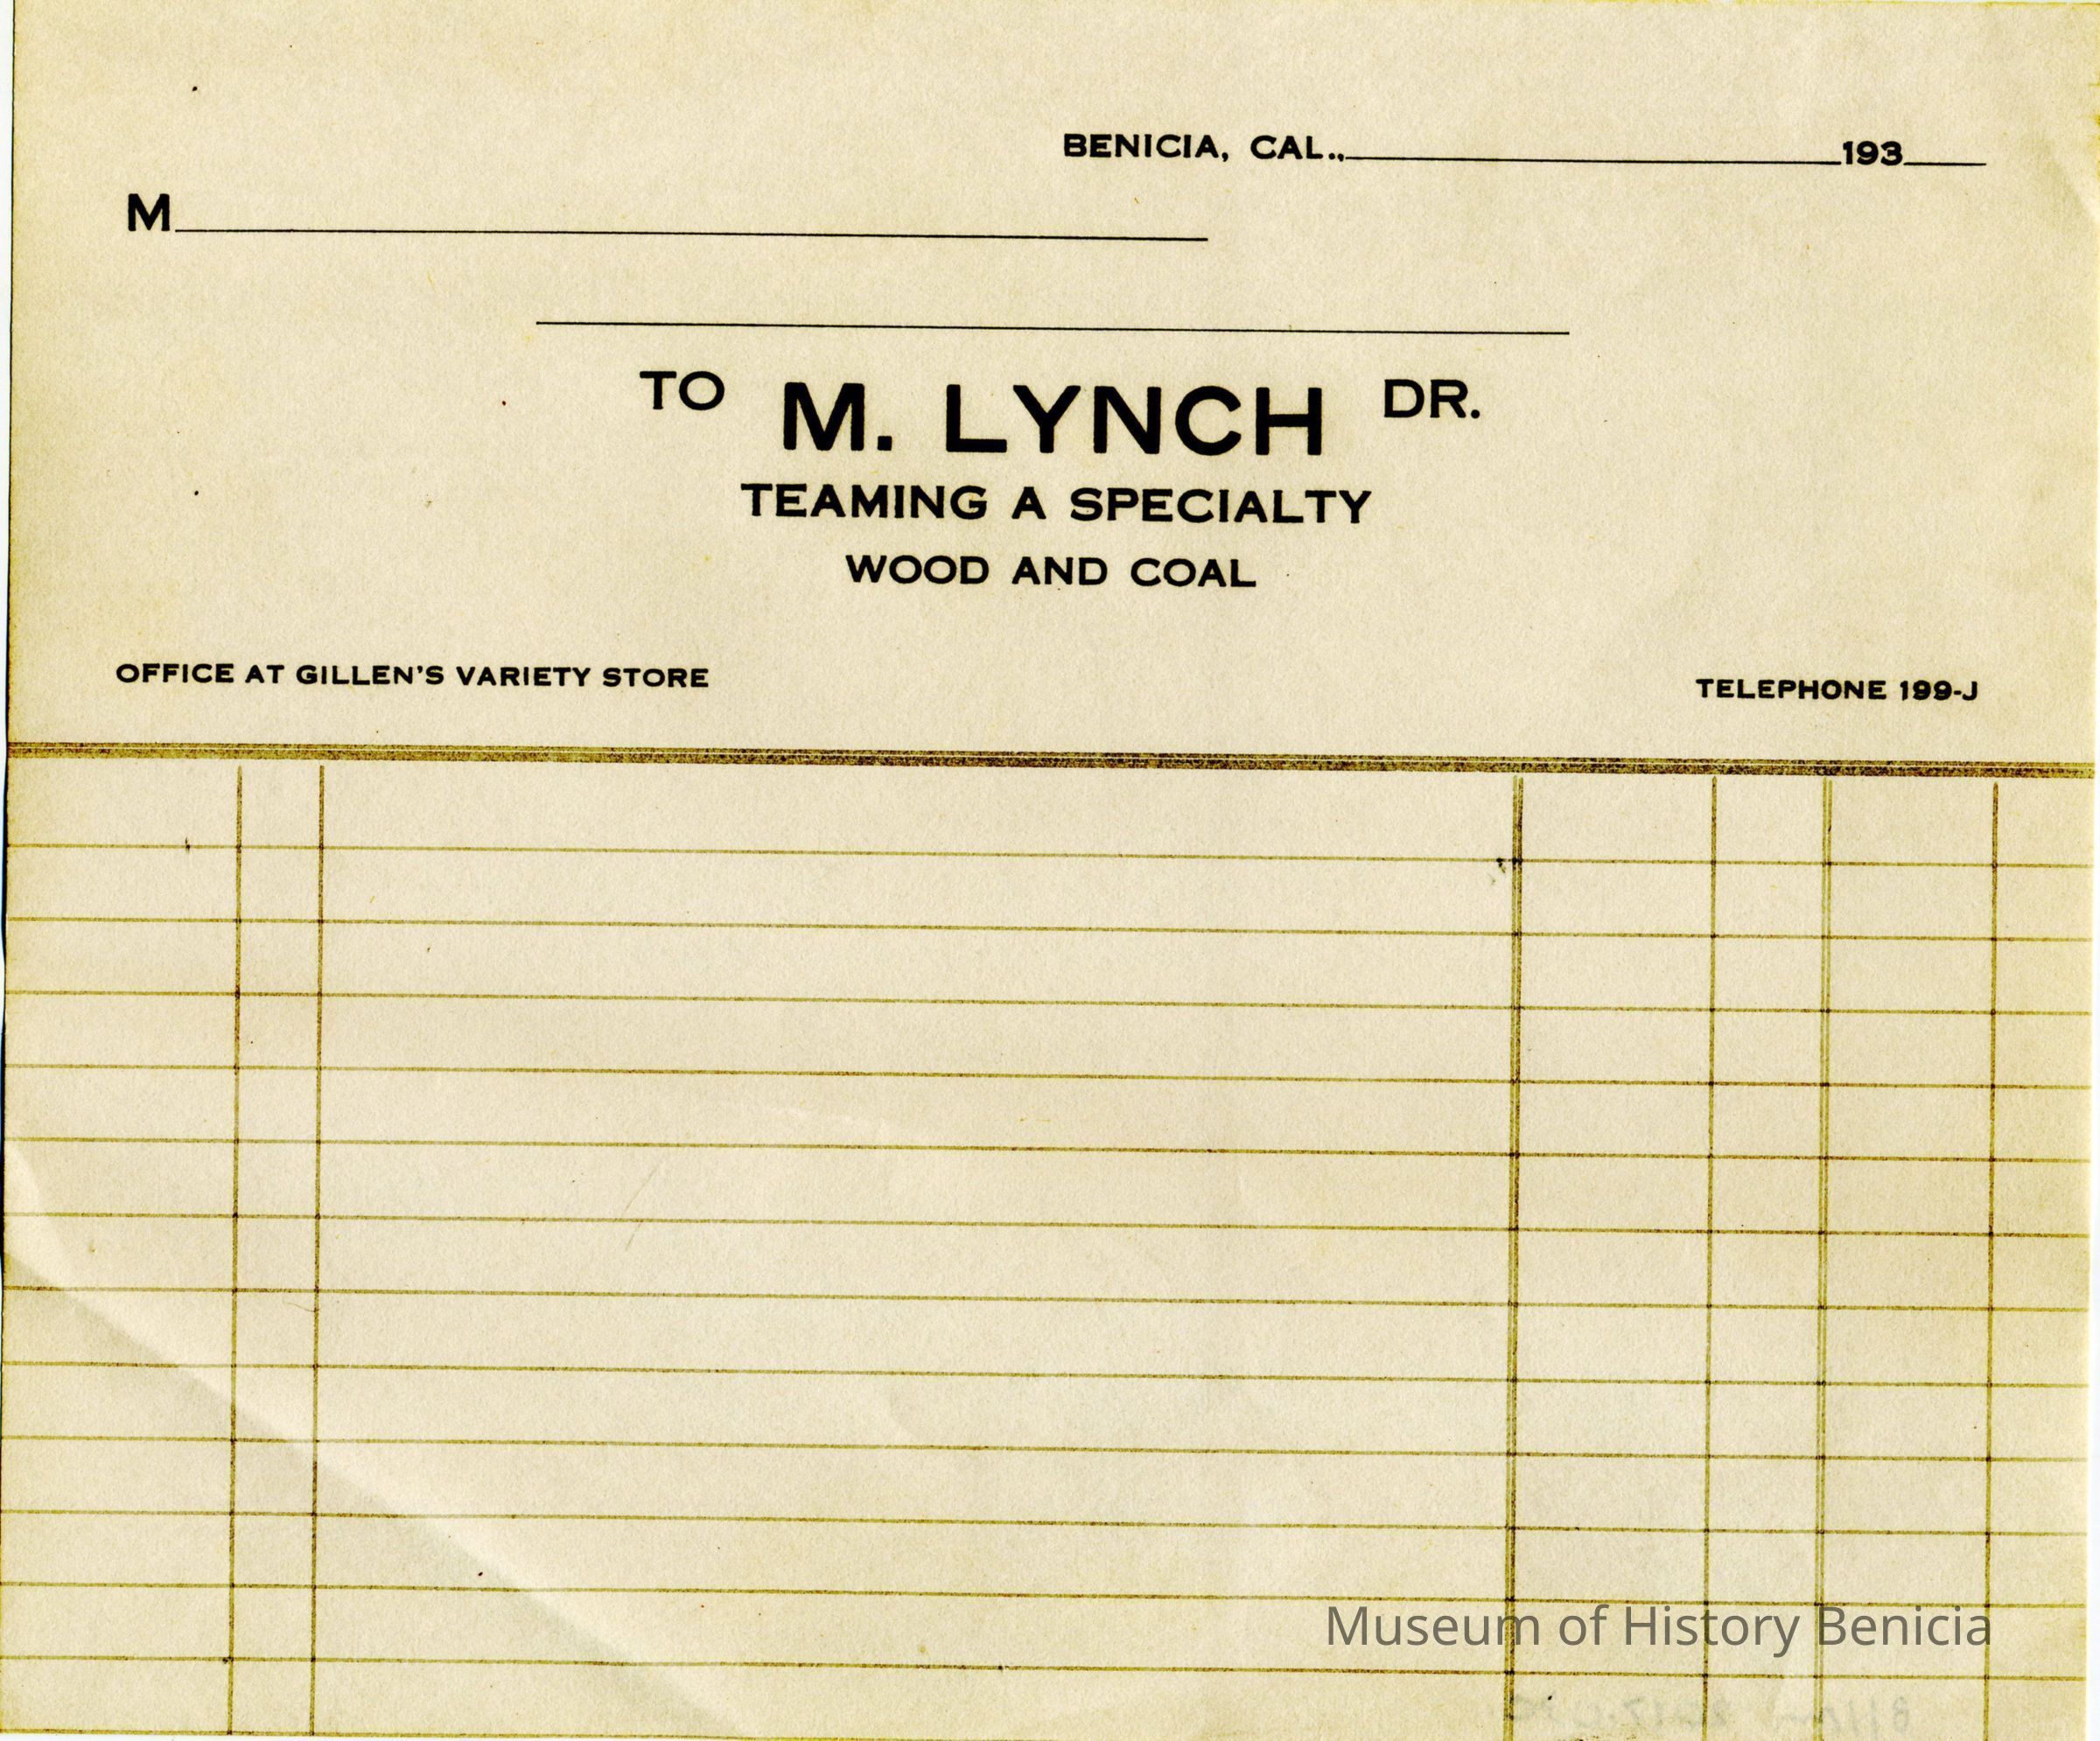 BENICIA, CAL., 193
M
TO M. LYNCH DR.
TEAMING A SPECIALTY
WOOD AND COAL
OFFICE AT GILLEN'S VARIETY STORE
TELEPHONE 199-J
Museum of History Benicia